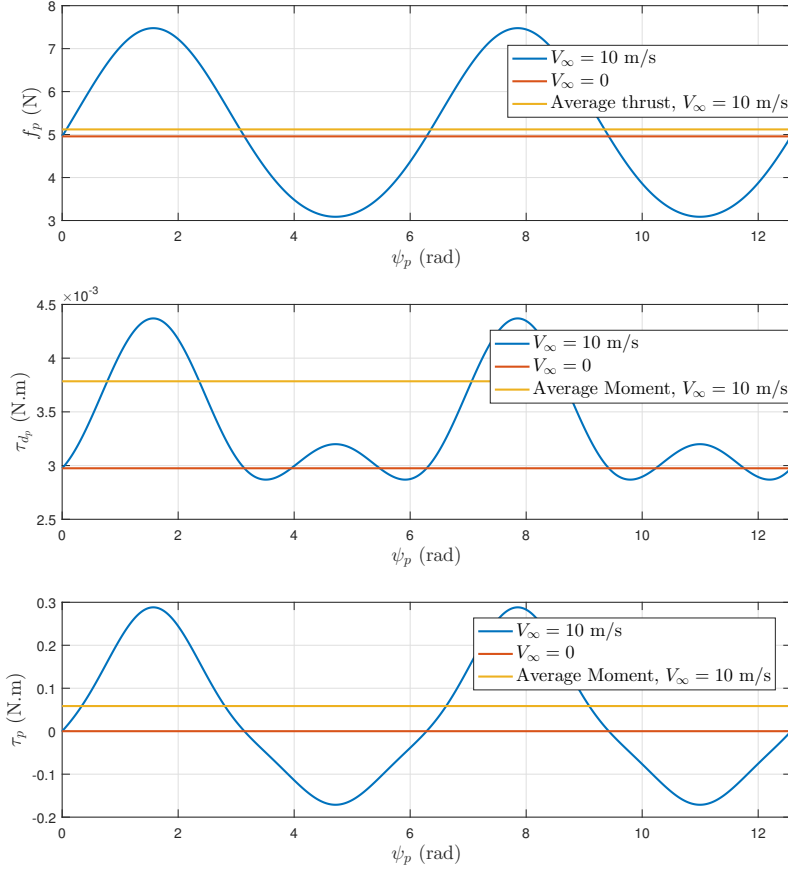 8
7
6
5
4
3
f_p (N)
V_∞ = 10 m/s
V_∞ = 0
Average thrust, V_∞ = 10 m/s
0 2 4 6 8 10 12
ψ_p (rad)
×10^-3
4.5
4
3.5
3
2.5
τ_{d_p} (N.m)
V_∞ = 10 m/s
V_∞ = 0
Average Moment, V_∞ = 10 m/s
0 2 4 6 8 10 12
ψ_p (rad)
0.3
0.2
0.1
0
-0.1
-0.2
τ_p (N.m)
V_∞ = 10 m/s
V_∞ = 0
Average Moment, V_∞ = 10 m/s
0 2 4 6 8 10 12
ψ_p (rad)